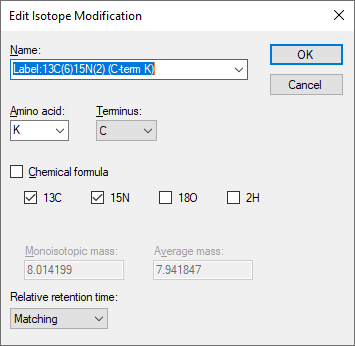 Edit Isotope Modification
Name:
Label:13C(6)15N(2) (C-term K)
OK
Cancel
Amino acid: Terminus:
K C
Chemical formula
13C 15N 18O 2H
Monoisotopic mass: Average mass:
8.014199 7.941847
Relative retention time:
Matching